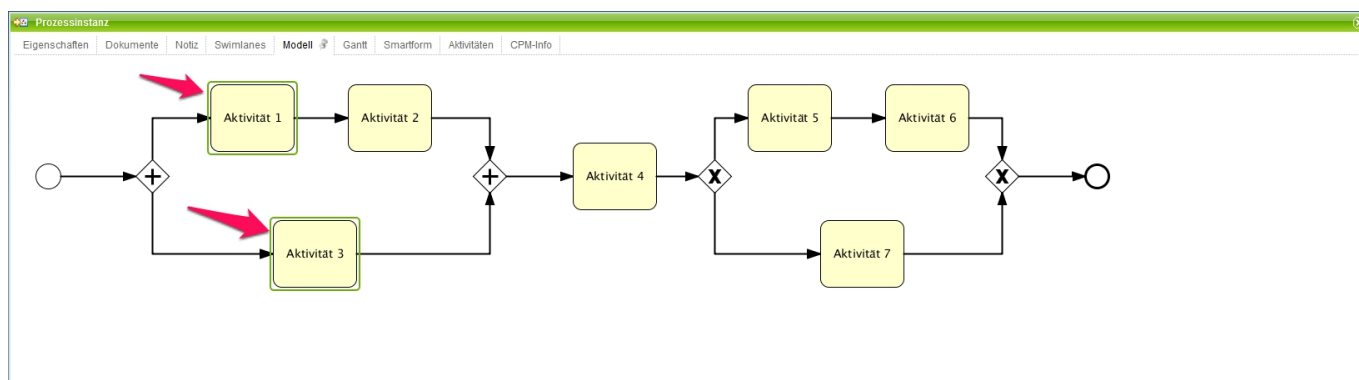 Prozessinstanz
Eigenschaften Dokumente Notiz Swimlanes Modell Gantt Smartform Aktivitäten CPM-Info
Aktivität 1
Aktivität 2
Aktivität 5
Aktivität 6
Aktivität 4
Aktivität 3
Aktivität 7